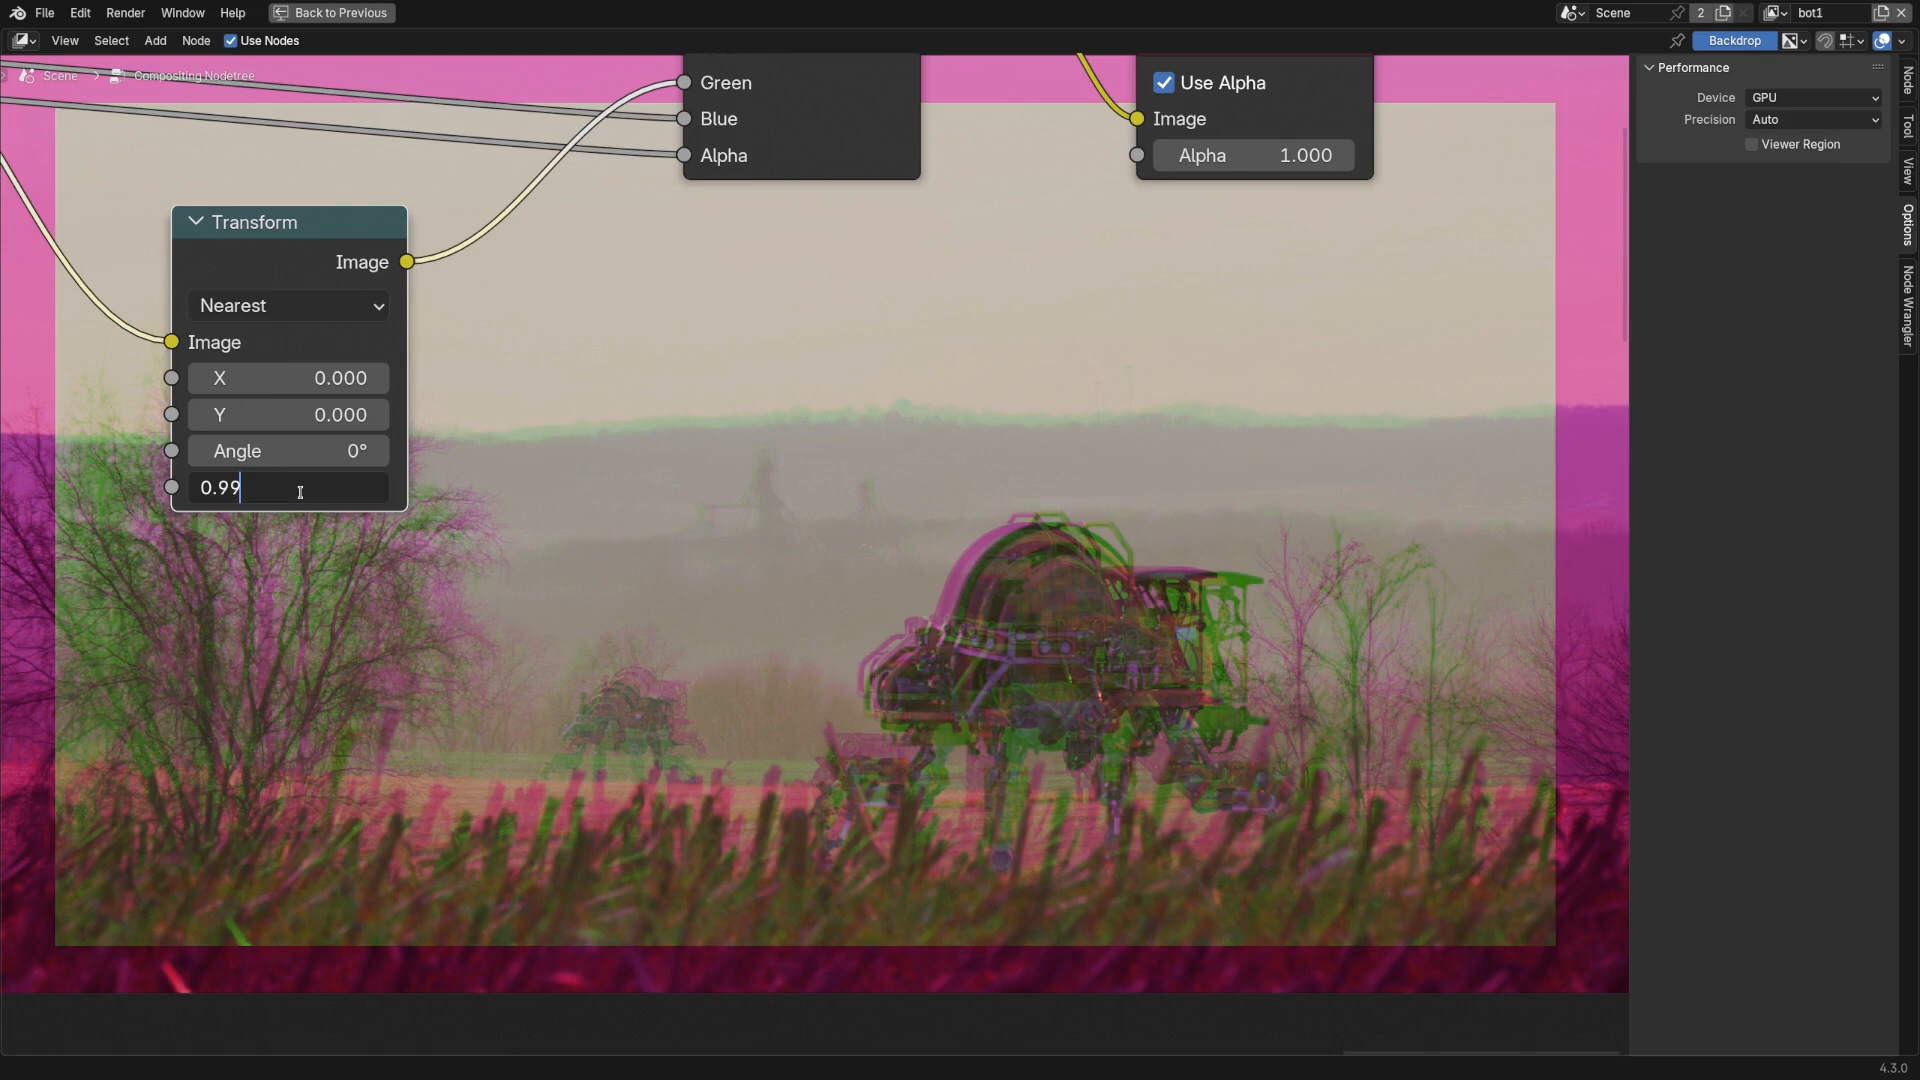 File Edit Render Window Help Back to Previous Scene 2 bot1
View Select Add Node Use Nodes Backdrop
Scene > Compositing Nodetree
Green
Blue
Alpha
Use Alpha
Image
Alpha 1.000
Transform
Image
Nearest
Image
X 0.000
Y 0.000
Angle 0°
0.99
Performance
Device GPU
Precision Auto
Viewer Region
Node
Tool
View
Options
Node Wrangler
4.3.0